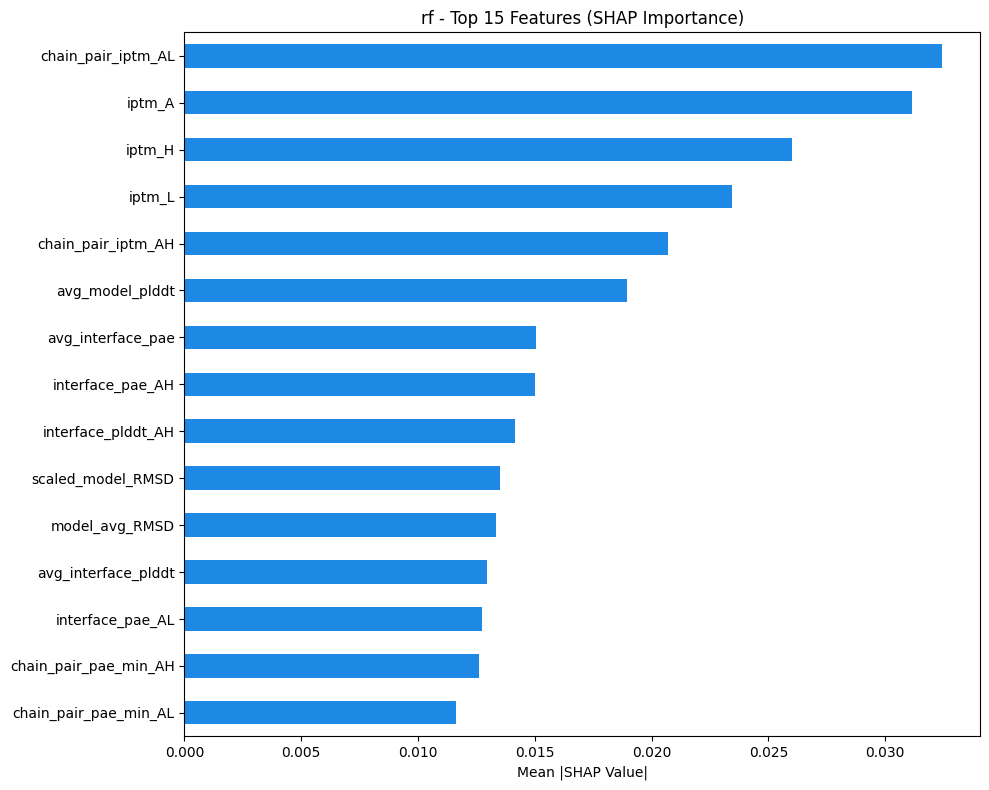 rf - Top 15 Features (SHAP Importance)
chain_pair_iptm_AL
iptm_A
iptm_H
iptm_L
chain_pair_iptm_AH
avg_model_plddt
avg_interface_pae
interface_pae_AH
interface_plddt_AH
scaled_model_RMSD
model_avg_RMSD
avg_interface_plddt
interface_pae_AL
chain_pair_pae_min_AH
chain_pair_pae_min_AL
0.000 0.005 0.010 0.015 0.020 0.025 0.030
Mean |SHAP Value|